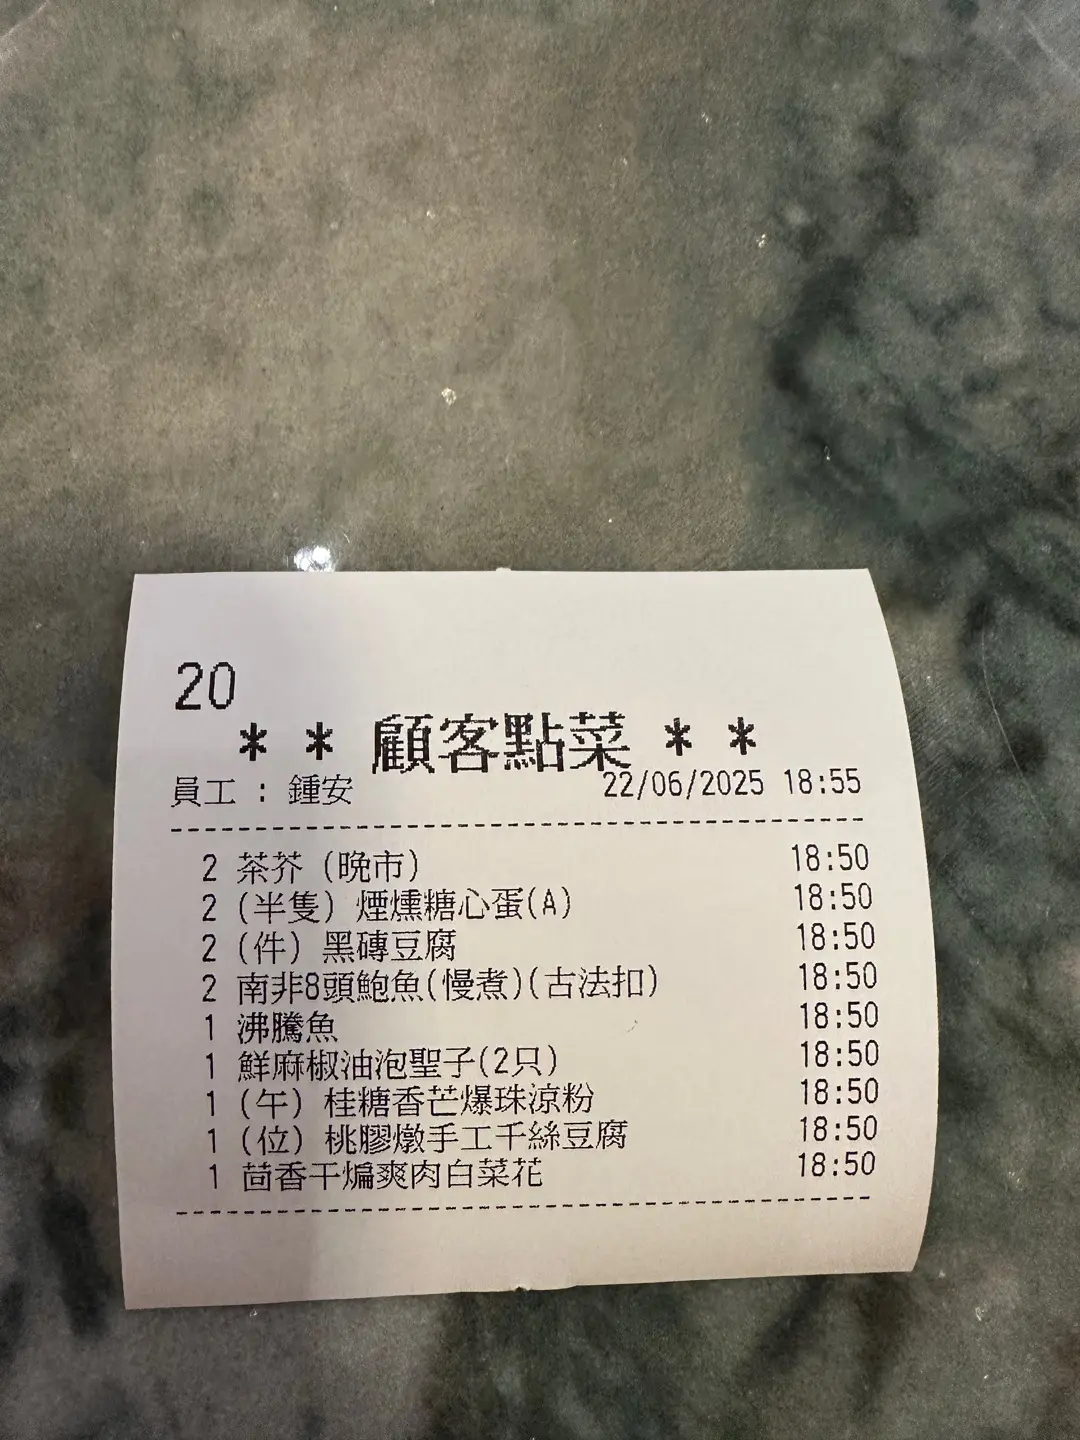 20
* * 顧客點菜 * *
員工 : 鍾安 22/06/2025 18:55
2 茶芥 (晩市) 18:50
2 (半隻) 煙燻糖心蛋(A) 18:50
2 (件) 黑磚豆腐 18:50
2 南非8頭鮑魚(慢煮)(古法扣) 18:50
1 沸騰魚 18:50
1 鮮麻椒油泡聖子(2只) 18:50
1 (午) 桂糖香芒爆珠涼粉 18:50
1 (位) 桃膠燉手工千絲豆腐 18:50
1 茴香干煸爽肉白菜花 18:50